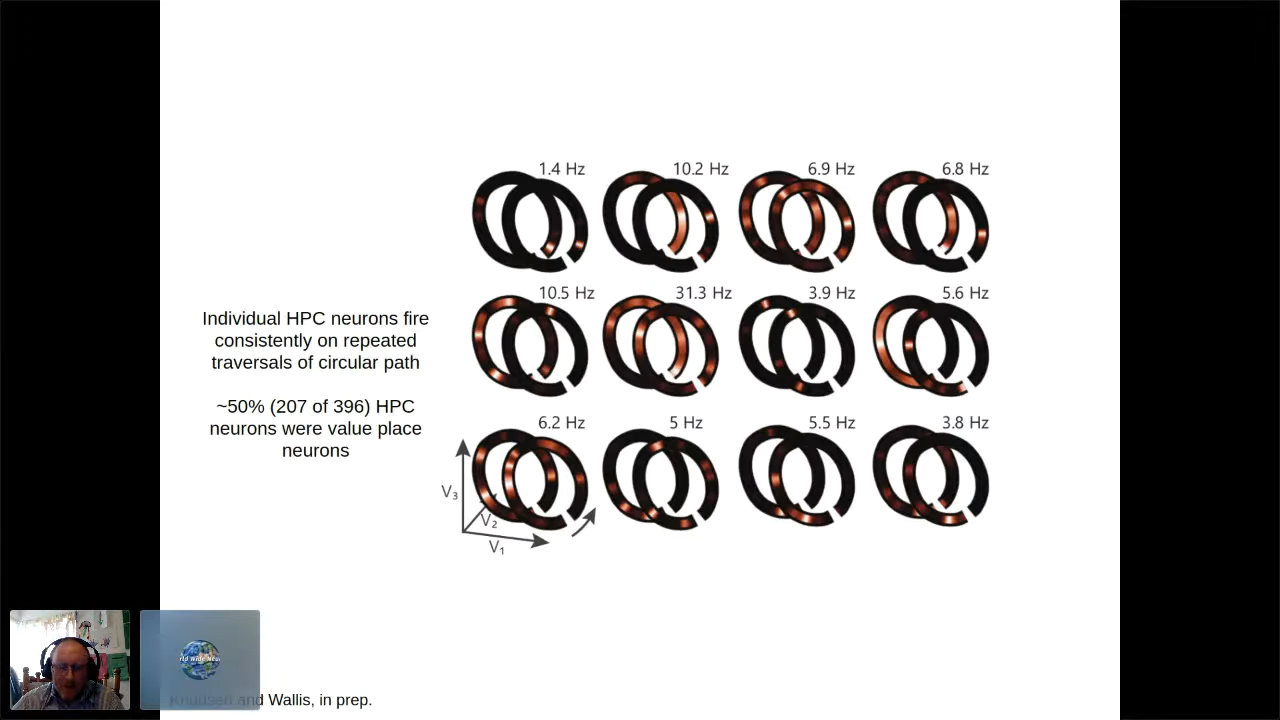 1.4 Hz
10.2 Hz
6.9 Hz
6.8 Hz
10.5 Hz
31.3 Hz
3.9 Hz
5.6 Hz
Individual HPC neurons fire
consistently on repeated
traversals of circular path
~50% (207 of 396) HPC
neurons were value place
neurons
6.2 Hz
5 Hz
5.5 Hz
3.8 Hz
V₃
V₂
V₁
Wide
Knudsen and Wallis, in prep.